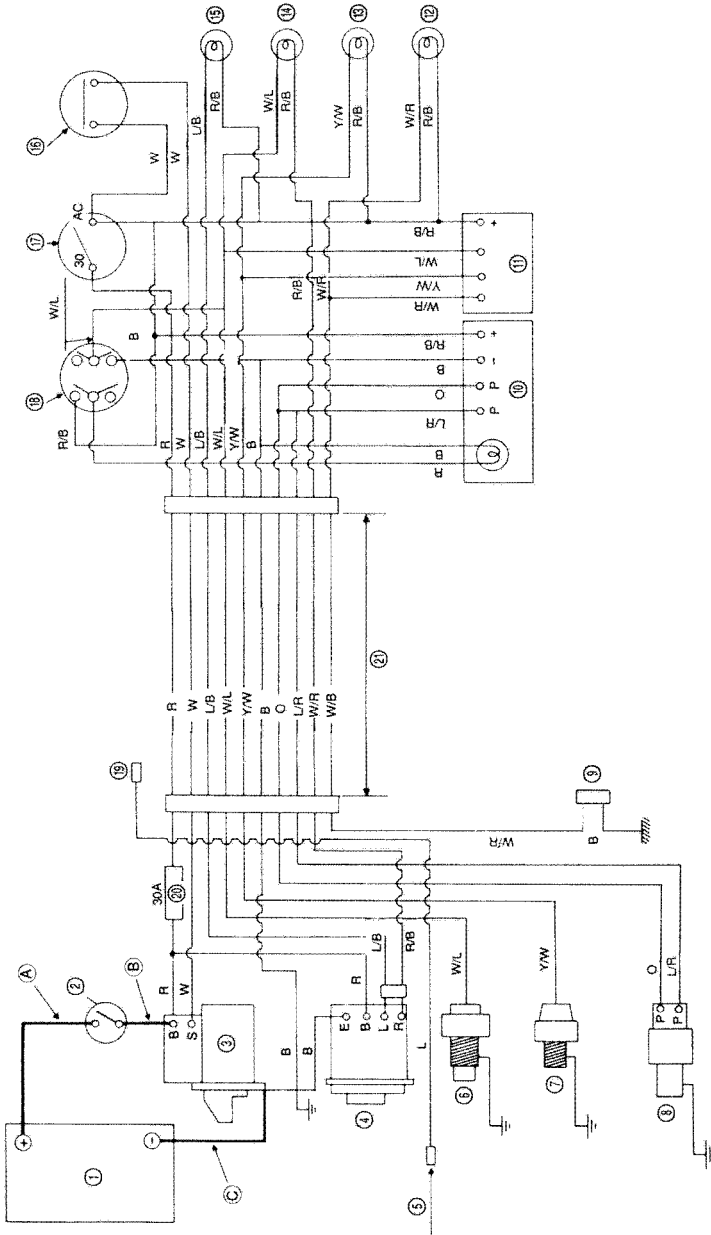 16
15
14
13
12
17
AC
30
W
W
L/B
R/B
W/L
R/B
Y/W
R/B
W/R
R/B
W/L
B
18
R/B
R
W
L/B
W/L
Y/W
B
R/B
W/R
R/B
+
W/L
Y/W
W/R
11
R/B
+
B
-
O
P
L/R
P
B
R
10
21
R
W
L/B
W/L
Y/W
B
O
L/R
W/R
W/B
19
9
W/R
B
30A
20
A
2
B
R
W
B
S
3
+
-
1
C
L/B
R/B
R
B
B
E
B
L
R
4
L
5
W/L
6
Y/W
7
O
L/R
P
P
8